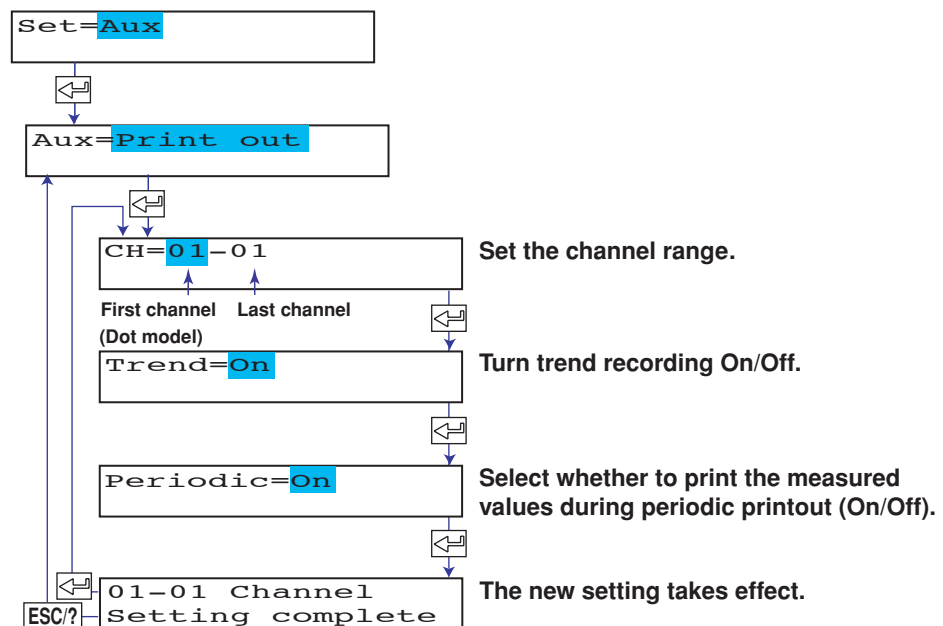 Set=Aux
Aux=Print out
CH=01-01
Set the channel range.
First channel
Last channel
(Dot model)
Trend=On
Turn trend recording On/Off.
Periodic=On
Select whether to print the measured
values during periodic printout (On/Off).
01-01 Channel
Setting complete
The new setting takes effect.
ESC/?